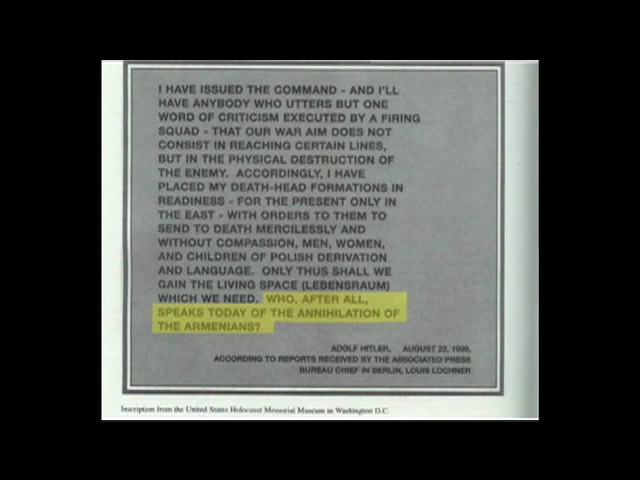 I HAVE ISSUED THE COMMAND - AND I'LL
HAVE ANYBODY WHO UTTERS BUT ONE
WORD OF CRITICISM EXECUTED BY A FIRING
SQUAD - THAT OUR WAR AIM DOES NOT
CONSIST IN REACHING CERTAIN LINES,
BUT IN THE PHYSICAL DESTRUCTION OF
THE ENEMY. ACCORDINGLY, I HAVE
PLACED MY DEATH-HEAD FORMATIONS IN
READINESS - FOR THE PRESENT ONLY IN
THE EAST - WITH ORDERS TO THEM TO
SEND TO DEATH MERCILESSLY AND
WITHOUT COMPASSION, MEN, WOMEN,
AND CHILDREN OF POLISH DERIVATION
AND LANGUAGE. ONLY THUS SHALL WE
GAIN THE LIVING SPACE (LEBENSRAUM)
WHICH WE NEED. WHO, AFTER ALL,
SPEAKS TODAY OF THE ANNIHILATION OF
THE ARMENIANS?
ADOLF HITLER, AUGUST 22, 1939,
ACCORDING TO REPORTS RECEIVED BY THE ASSOCIATED PRESS
BUREAU CHIEF IN BERLIN, LOUIS LOCHNER
Inscription from the United States Holocaust Memorial Museum in Washington D.C.